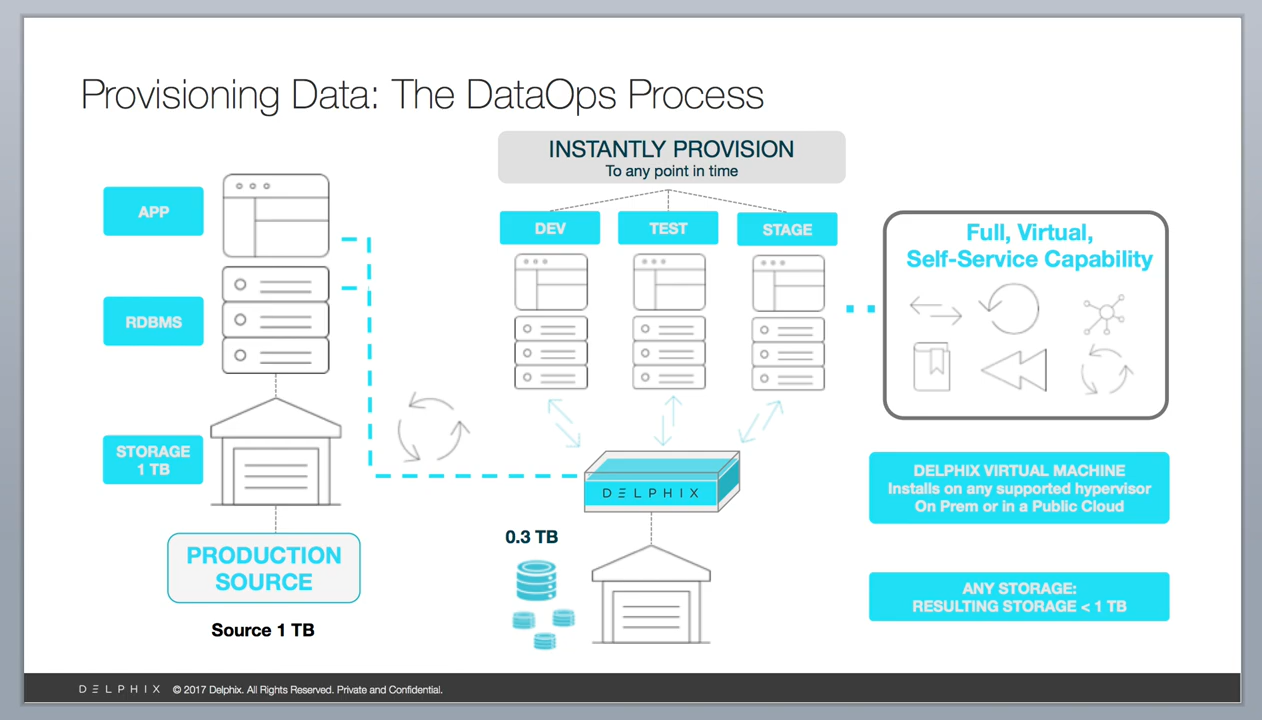 Provisioning Data: The DataOps Process
INSTANTLY PROVISION
To any point in time
APP
RDBMS
STORAGE
1 TB
PRODUCTION
SOURCE
Source 1 TB
DEV
TEST
STAGE
DELPHIX
0.3 TB
Full, Virtual,
Self-Service Capability
DELPHIX VIRTUAL MACHINE
Installs on any supported hypervisor
On Prem or in a Public Cloud
ANY STORAGE:
RESULTING STORAGE < 1 TB
DELPHIX © 2017 Delphix. All Rights Reserved. Private and Confidential.